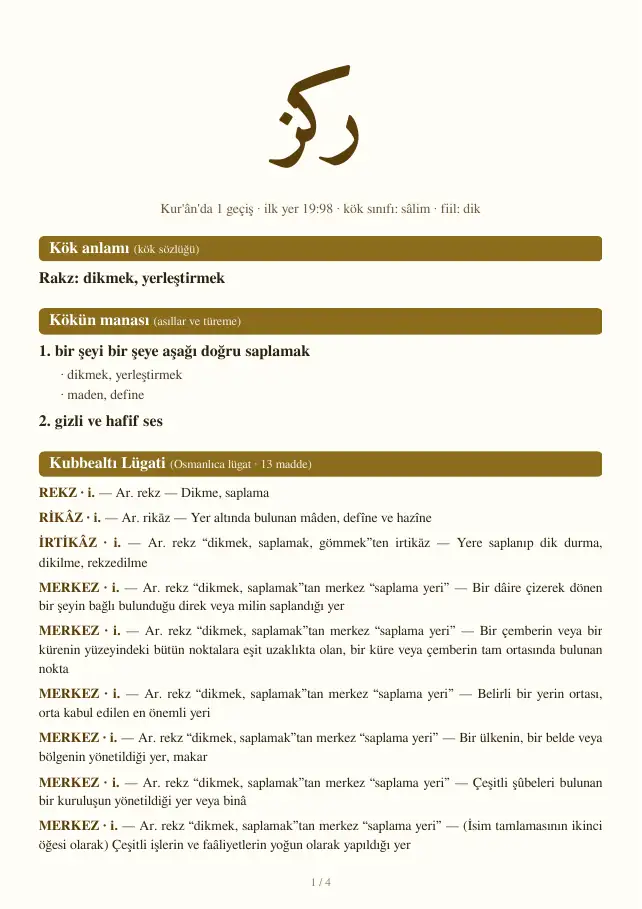 ركز
Kur'ân'da 1 geçiş · ilk yer 19:98 · kök sınıfı: sâlim · fiil: dik
Kök anlamı (kök sözlüğü)
Rakz: dikmek, yerleştirmek
Kökün manası (asıllar ve türeme)
1. bir şeyi bir şeye aşağı doğru saplamak
· dikmek, yerleştirmek
· maden, define
2. gizli ve hafif ses
Kubbealtı Lügati (Osmanlıca lügat · 13 madde)
REKZ · i. — Ar. rekz — Dikme, saplama
RİKÂZ · i. — Ar. rikāz — Yer altında bulunan mâden, defîne ve hazîne
İRTİKÂZ · i. — Ar. rekz “dikmek, saplamak, gömmek”ten irtikāz — Yere saplanıp dik durma,
dikilme, rekzedilme
MERKEZ · i. — Ar. rekz “dikmek, saplamak”tan merkez “saplama yeri” — Bir dâire çizerek dönen
bir şeyin bağlı bulunduğu direk veya milin saplandığı yer
MERKEZ · i. — Ar. rekz “dikmek, saplamak”tan merkez “saplama yeri” — Bir çemberin veya bir
kürenin yüzeyindeki bütün noktalara eşit uzaklıkta olan, bir küre veya çemberin tam ortasında bulunan
nokta
MERKEZ · i. — Ar. rekz “dikmek, saplamak”tan merkez “saplama yeri” — Belirli bir yerin ortası,
orta kabul edilen en önemli yeri
MERKEZ · i. — Ar. rekz “dikmek, saplamak”tan merkez “saplama yeri” — Bir ülkenin, bir belde veya
bölgenin yönetildiği yer, makar
MERKEZ · i. — Ar. rekz “dikmek, saplamak”tan merkez “saplama yeri” — Çeşitli şûbeleri bulunan
bir kuruluşun yönetildiği yer veya binâ
MERKEZ · i. — Ar. rekz “dikmek, saplamak”tan merkez “saplama yeri” — (İsim tamlamasının ikinci
öğesi olarak) Çeşitli işlerin ve faâliyetlerin yoğun olarak yapıldığı yer
1 / 4